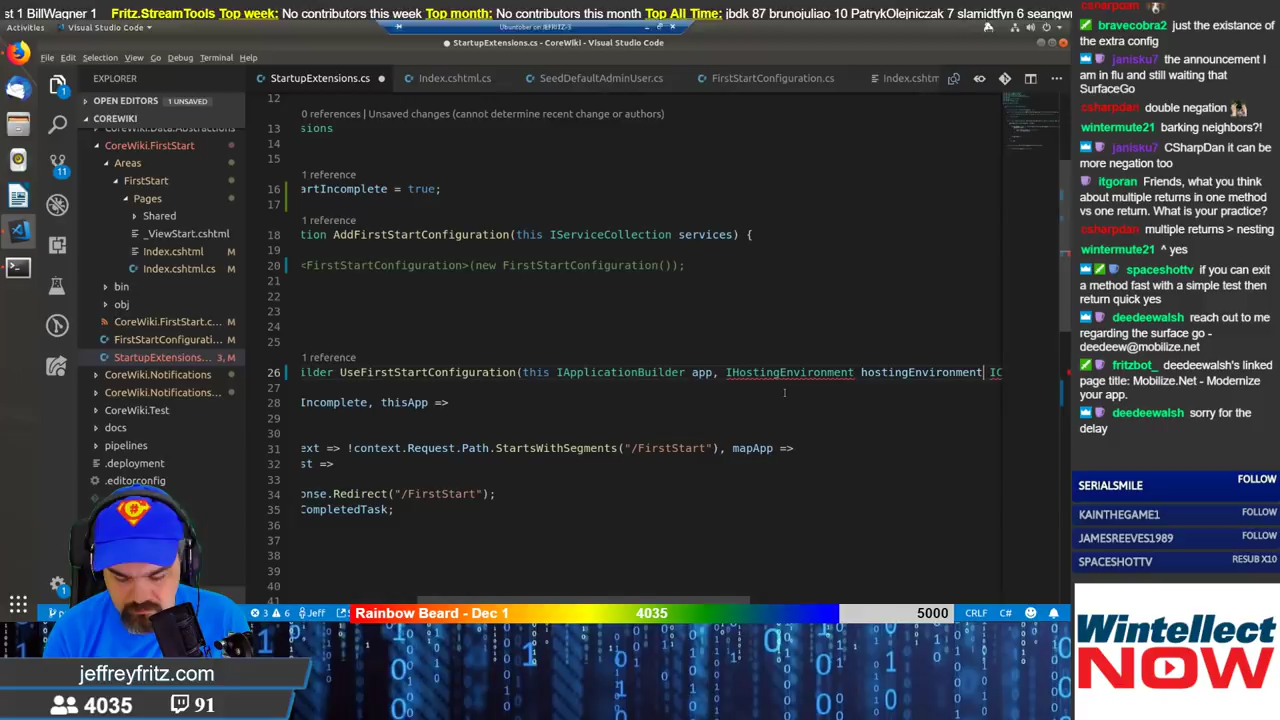 st 1 BillWagner 1 Fritz.StreamTools Top week: No contributors this week Top month: No contributors this month Top All Time: jbdk 87 brunojuliao 10 PatrykOlejniczak 7 slamidtfyn 6 seangw
Activities Visual Studio Code
StartupExtensions.cs - CoreWiki - Visual Studio Code
File Edit Selection View Go Debug Terminal Help
EXPLORER
StartupExtensions.cs Index.cshtml.cs SeedDefaultAdminUser.cs FirstStartConfiguration.cs Index.cshtm
OPEN EDITORS 1 UNSAVED
COREWIKI
CoreWiki.Data.Abstractions
CoreWiki.FirstStart
Areas
FirstStart
Pages
Shared
_ViewStart.cshtml
Index.cshtml M
Index.cshtml.cs M
bin
obj
CoreWiki.FirstStart.c... M
FirstStartConfigurati... M
StartupExtensions... 3, M
CoreWiki.Notifications
CoreWiki.Notifications...
CoreWiki.Test
docs
pipelines
.deployment
.editorconfig
1
11
1
12
0 references | Unsaved changes (cannot determine recent change or authors)
13 sions
14
15
1 reference
16 artIncomplete = true;
17
1 reference
18 tion AddFirstStartConfiguration(this IServiceCollection services) {
19
20 <FirstStartConfiguration>(new FirstStartConfiguration());
21
22
23
24
25
1 reference
26 ilder UseFirstStartConfiguration(this IApplicationBuilder app, IHostingEnvironment hostingEnvironment IC
27
28 Incomplete, thisApp =>
29
30
31 ext => !context.Request.Path.StartsWithSegments("/FirstStart"), mapApp =>
32 st =>
33
34 onse.Redirect("/FirstStart");
35 CompletedTask;
36
37
38
39
40
41
3 6 Jeff
CRLF C# 1
Rainbow Beard - Dec 1 4035 5000
csharpdan
bravecobra2 just the existance of
the extra config
janisku7 the announcement I
am in flu and still waiting that
SurfaceGo
csharpdan double negation
wintermute21 barking neighbors?!
janisku7 CSharpDan it can be
more negation too
itgoran Friends, what you think
about multiple returns in one method
vs one return. What is your practice?
csharpdan multiple returns > nesting
wintermute21 ^ yes
spaceshottv if you can exit
a method fast with a simple test then
return quick yes
deedeewalsh reach out to me
regarding the surface go -
deedeew@mobilize.net
fritzbot_ deedeewalsh's linked
page title: Mobilize.Net - Modernize
your app.
deedeewalsh sorry for the
delay
SERIALSMILE FOLLOW
KAINTHEGAME1 FOLLOW
JAMESREEVES1989 FOLLOW
SPACESHOTTV RESUB X10
Wintellect
NOW
jeffreyfritz.com
4035 91